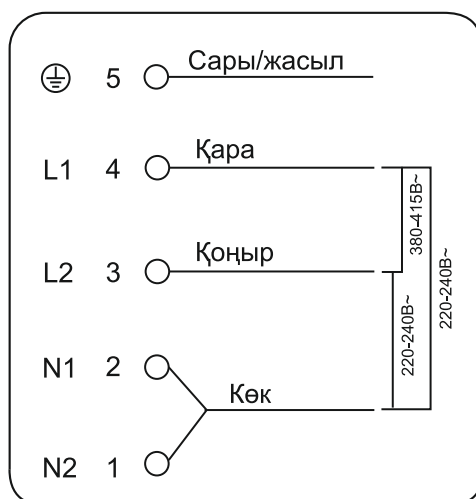 5 Сары/жасыл
L1 4 Қара
L2 3 Қоңыр
N1 2
Көк
N2 1
380-415В~
220-240В~
220-240В~